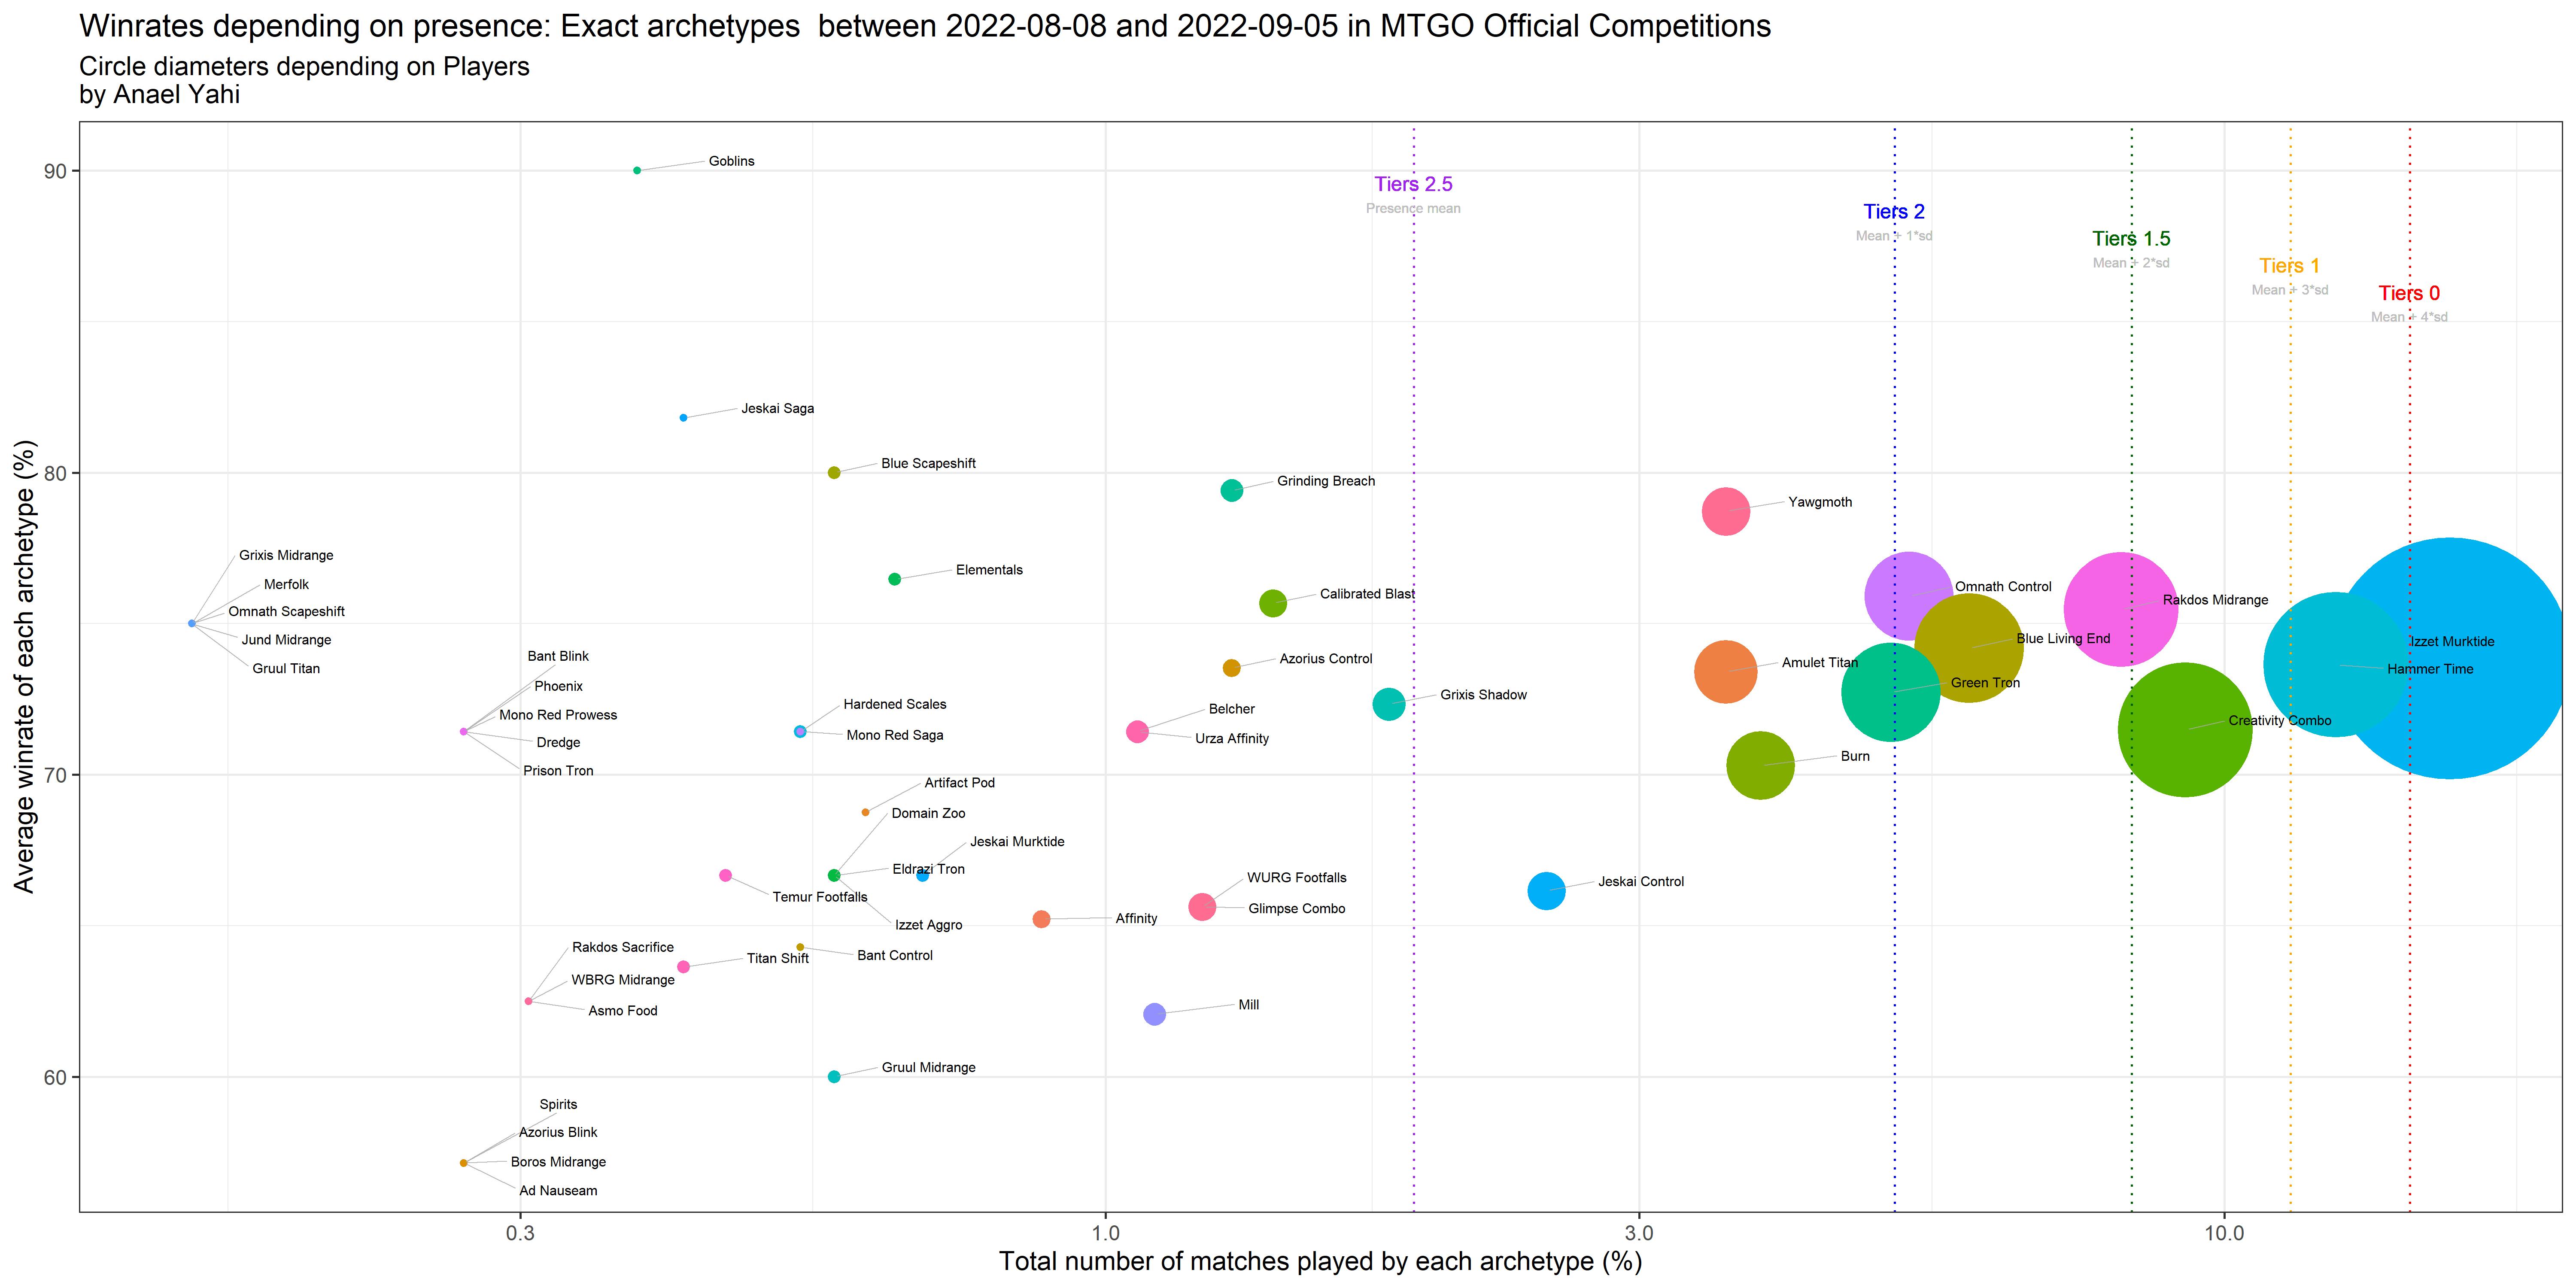 Winrates depending on presence: Exact archetypes  between 2022-08-08 and 2022-09-05 in MTGO Official Competitions
Circle diameters depending on Players
by Anael Yahi
Average winrate of each archetype (%)
90
80
70
60
Goblins
Tiers 2.5
Presence mean
Tiers 2
Mean + 1*sd
Tiers 1.5
Mean + 2*sd
Tiers 1
Mean + 3*sd
Tiers 0
Mean + 4*sd
Jeskai Saga
Blue Scapeshift
Grinding Breach
Yawgmoth
Grixis Midrange
Merfolk
Omnath Scapeshift
Jund Midrange
Gruul Titan
Elementals
Calibrated Blast
Omnath Control
Rakdos Midrange
Blue Living End
Izzet Murktide
Hammer Time
Bant Blink
Phoenix
Mono Red Prowess
Dredge
Prison Tron
Azorius Control
Amulet Titan
Green Tron
Grixis Shadow
Hardened Scales
Mono Red Saga
Belcher
Urza Affinity
Creativity Combo
Burn
Artifact Pod
Domain Zoo
Jeskai Murktide
Eldrazi Tron
Temur Footfalls
Izzet Aggro
WURG Footfalls
Glimpse Combo
Jeskai Control
Affinity
Rakdos Sacrifice
WBRG Midrange
Asmo Food
Titan Shift
Bant Control
Mill
Gruul Midrange
Spirits
Azorius Blink
Boros Midrange
Ad Nauseam
0.3
1.0
3.0
10.0
Total number of matches played by each archetype (%)